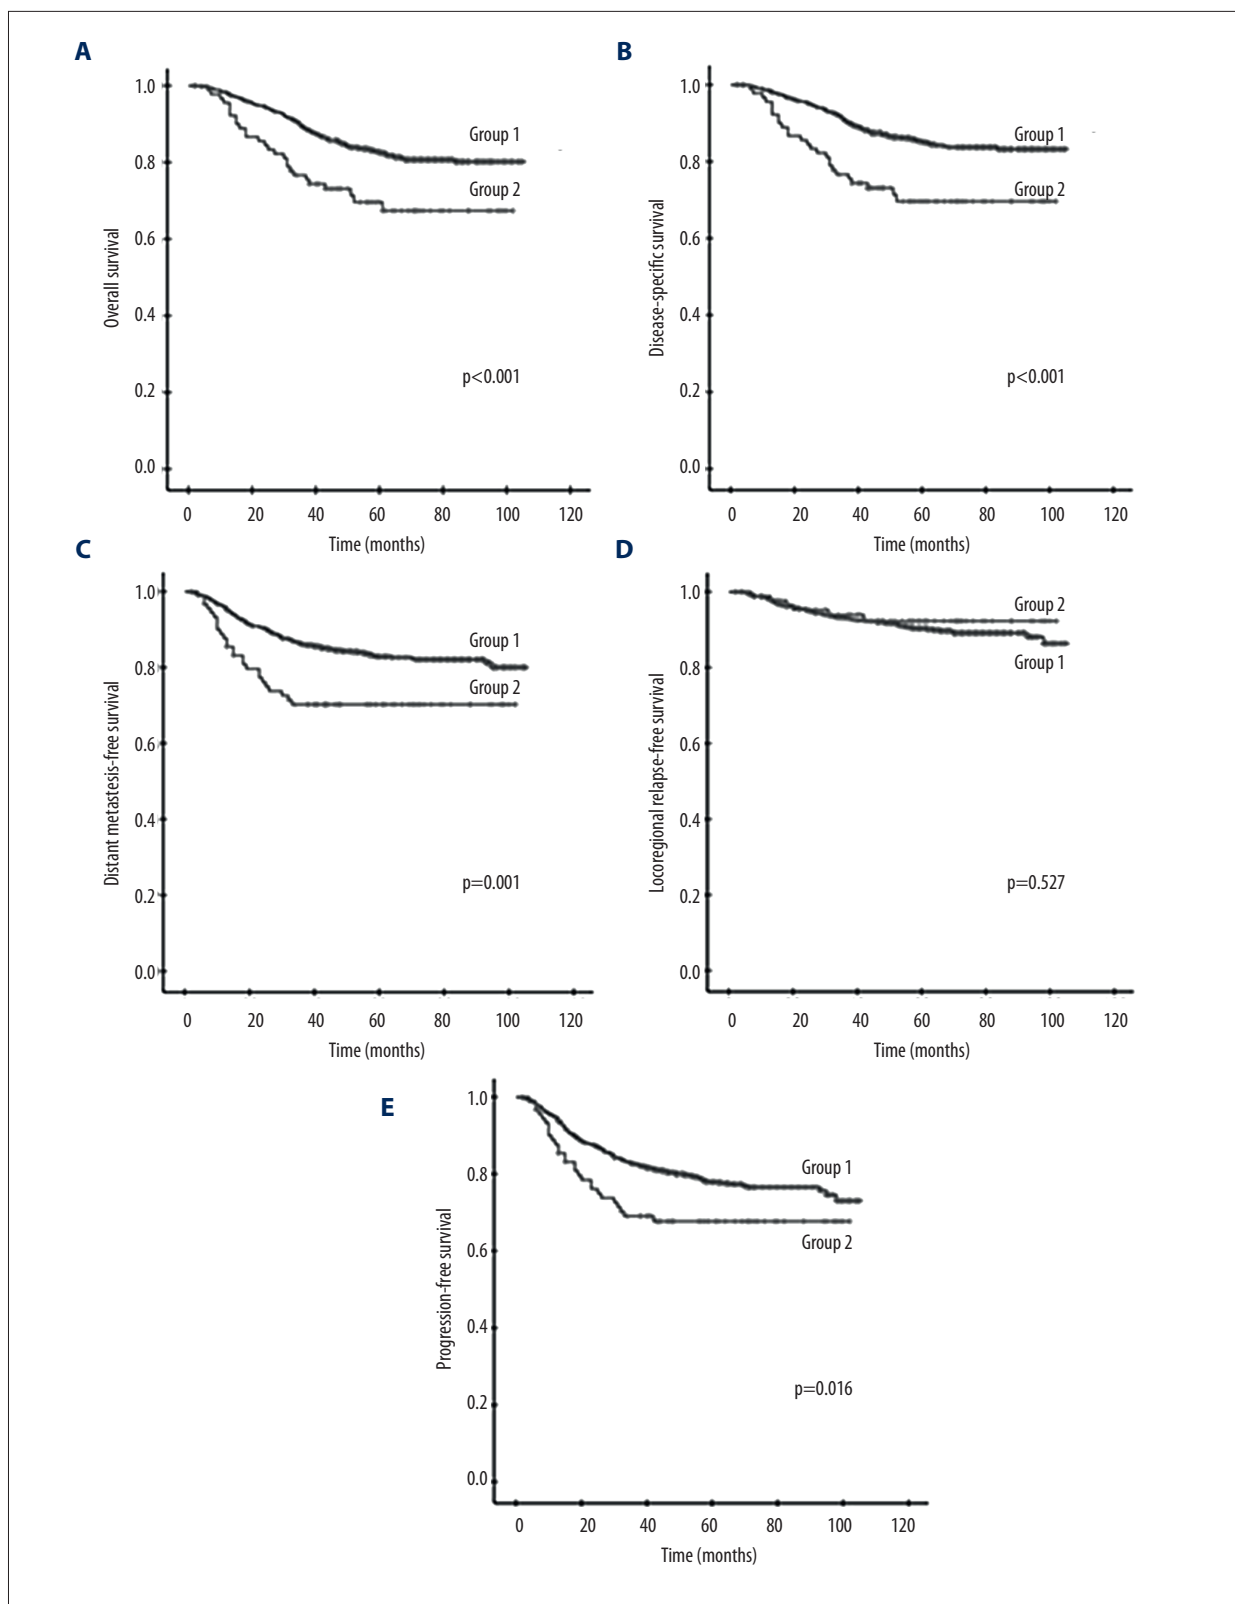 A
1.0
0.8
0.6
0.4
0.2
0.0
Overall survival
Group 1
Group 2
p<0.001
0 20 40 60 80 100 120
Time (months)
B
1.0
0.8
0.6
0.4
0.2
0.0
Disease-specific survival
Group 1
Group 2
p<0.001
0 20 40 60 80 100 120
Time (months)
C
1.0
0.8
0.6
0.4
0.2
0.0
Distant metastesis-free survival
Group 1
Group 2
p=0.001
0 20 40 60 80 100 120
Time (months)
D
1.0
0.8
0.6
0.4
0.2
0.0
Locoregional relapse-free survival
Group 2
Group 1
p=0.527
0 20 40 60 80 100 120
Time (months)
E
1.0
0.8
0.6
0.4
0.2
0.0
Progression-free survival
Group 1
Group 2
p=0.016
0 20 40 60 80 100 120
Time (months)